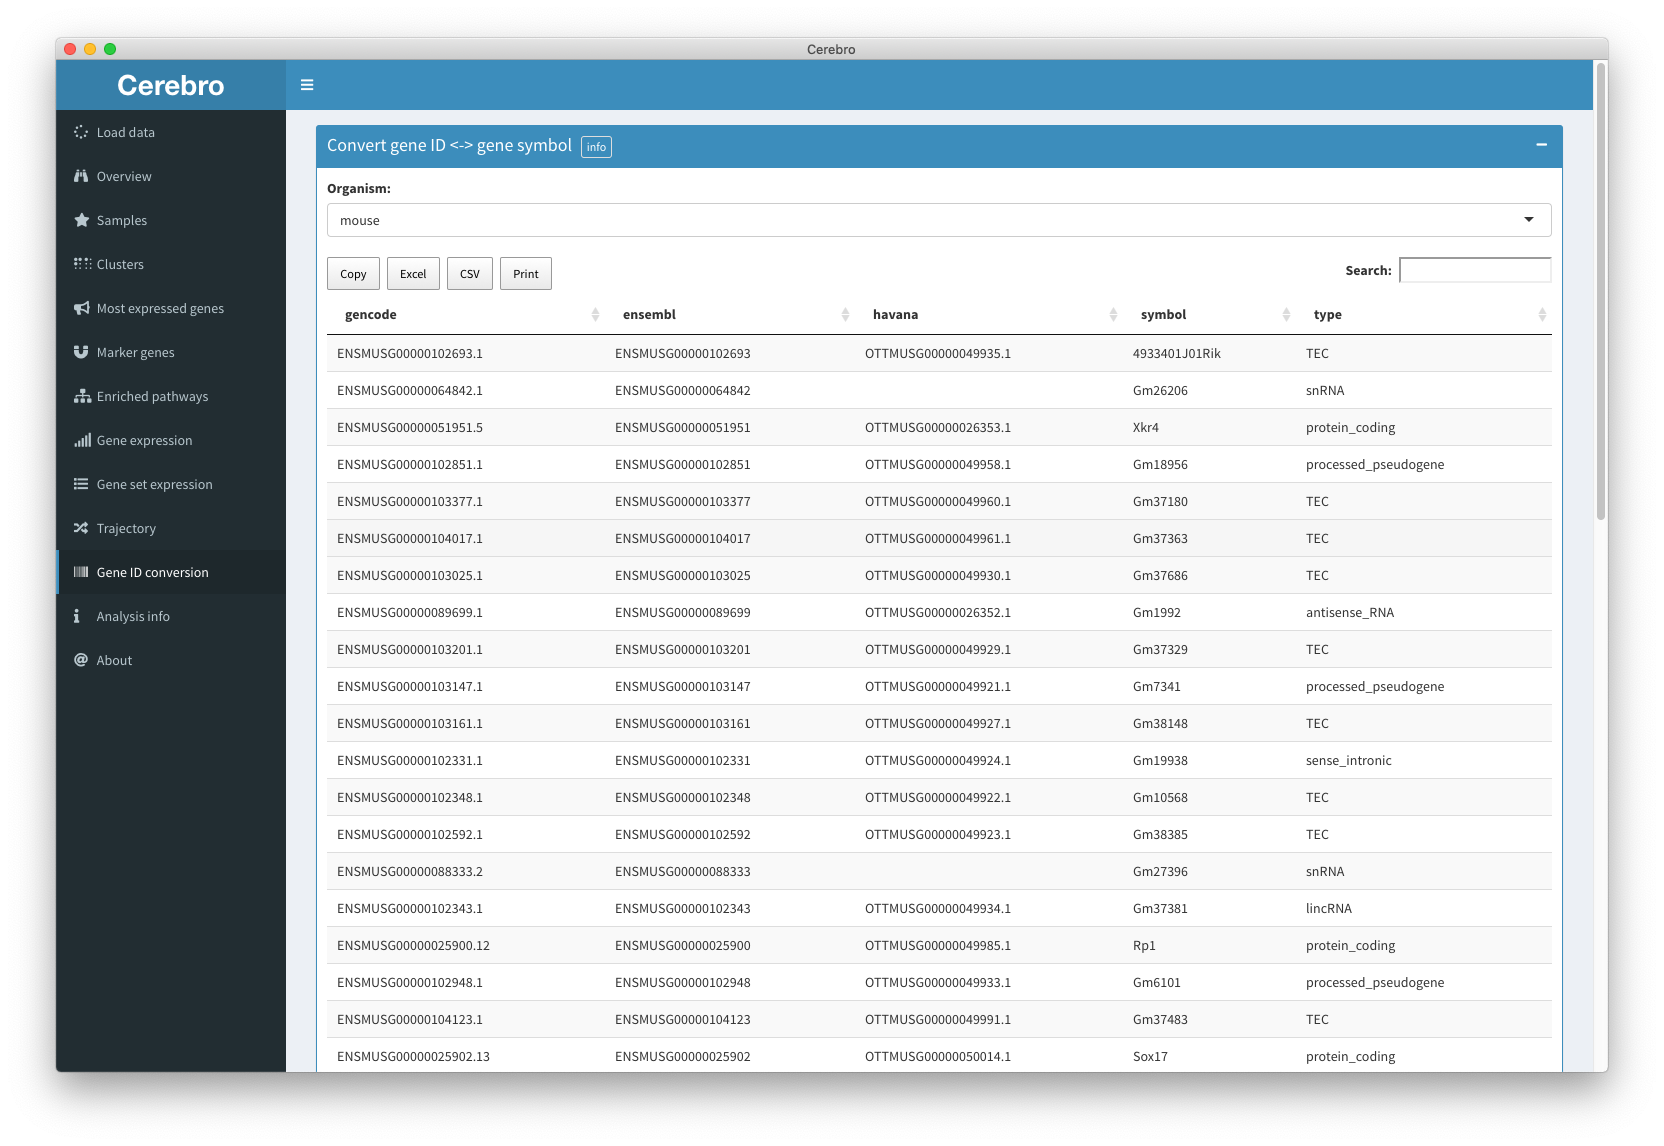 Cerebro
Cerebro
Load data
Overview
Samples
Clusters
Most expressed genes
Marker genes
Enriched pathways
Gene expression
Gene set expression
Trajectory
Gene ID conversion
Analysis info
About
Convert gene ID <-> gene symbol info
Organism:
mouse
Copy Excel CSV Print Search:
gencode ensembl havana symbol type
ENSMUSG00000102693.1 ENSMUSG00000102693 OTTMUSG00000049935.1 4933401J01Rik TEC
ENSMUSG00000064842.1 ENSMUSG00000064842 Gm26206 snRNA
ENSMUSG00000051951.5 ENSMUSG00000051951 OTTMUSG00000026353.1 Xkr4 protein_coding
ENSMUSG00000102851.1 ENSMUSG00000102851 OTTMUSG00000049958.1 Gm18956 processed_pseudogene
ENSMUSG00000103377.1 ENSMUSG00000103377 OTTMUSG00000049960.1 Gm37180 TEC
ENSMUSG00000104017.1 ENSMUSG00000104017 OTTMUSG00000049961.1 Gm37363 TEC
ENSMUSG00000103025.1 ENSMUSG00000103025 OTTMUSG00000049930.1 Gm37686 TEC
ENSMUSG00000089699.1 ENSMUSG00000089699 OTTMUSG00000026352.1 Gm1992 antisense_RNA
ENSMUSG00000103201.1 ENSMUSG00000103201 OTTMUSG00000049929.1 Gm37329 TEC
ENSMUSG00000103147.1 ENSMUSG00000103147 OTTMUSG00000049921.1 Gm7341 processed_pseudogene
ENSMUSG00000103161.1 ENSMUSG00000103161 OTTMUSG00000049927.1 Gm38148 TEC
ENSMUSG00000102331.1 ENSMUSG00000102331 OTTMUSG00000049924.1 Gm19938 sense_intronic
ENSMUSG00000102348.1 ENSMUSG00000102348 OTTMUSG00000049922.1 Gm10568 TEC
ENSMUSG00000102592.1 ENSMUSG00000102592 OTTMUSG00000049923.1 Gm38385 TEC
ENSMUSG00000088333.2 ENSMUSG00000088333 Gm27396 snRNA
ENSMUSG00000102343.1 ENSMUSG00000102343 OTTMUSG00000049934.1 Gm37381 lincRNA
ENSMUSG00000025900.12 ENSMUSG00000025900 OTTMUSG00000049985.1 Rp1 protein_coding
ENSMUSG00000102948.1 ENSMUSG00000102948 OTTMUSG00000049933.1 Gm6101 processed_pseudogene
ENSMUSG00000104123.1 ENSMUSG00000104123 OTTMUSG00000049991.1 Gm37483 TEC
ENSMUSG00000025902.13 ENSMUSG00000025902 OTTMUSG00000050014.1 Sox17 protein_coding